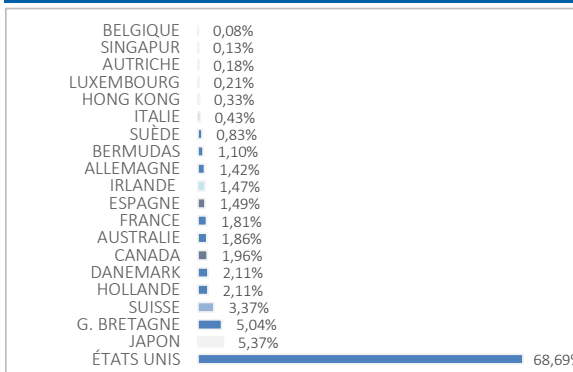 BELGIQUE 0,08%
SINGAPUR 0,13%
AUTRICHE 0,18%
LUXEMBOURG 0,21%
HONG KONG 0,33%
ITALIE 0,43%
SUÈDE 0,83%
BERMUDAS 1,10%
ALLEMAGNE 1,42%
IRLANDE 1,47%
ESPAGNE 1,49%
FRANCE 1,81%
AUSTRALIE 1,86%
CANADA 1,96%
DANEMARK 2,11%
HOLLANDE 2,11%
SUISSE 3,37%
G. BRETAGNE 5,04%
JAPON 5,37%
ÉTATS UNIS 68,69%